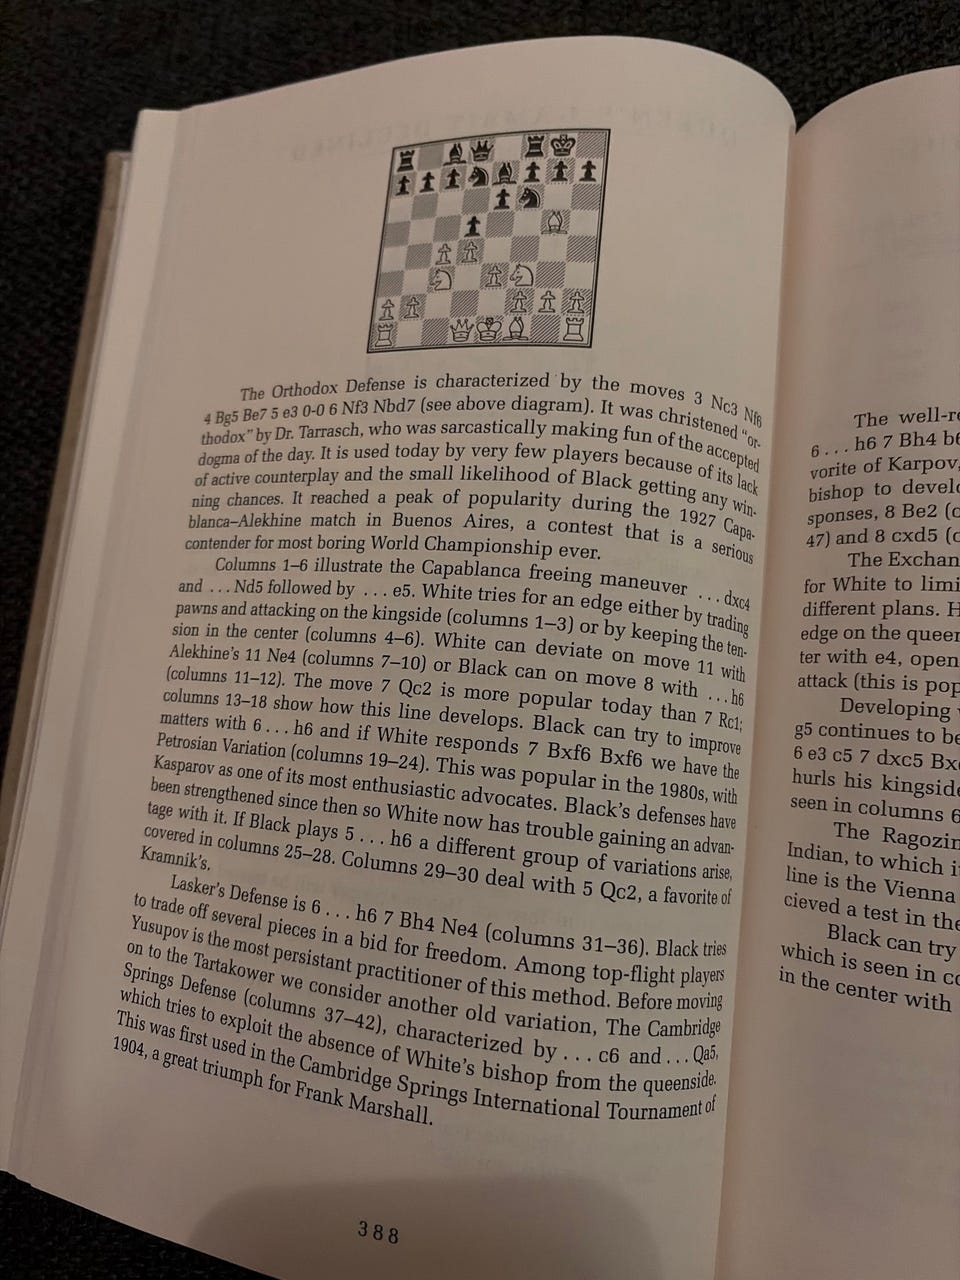 The Orthodox Defense is characterized by the moves 3 Nc3 Nf6
4 Bg5 Be7 5 e3 0-0 6 Nf3 Nbd7 (see above diagram). It was christened “or-
thodox” by Dr. Tarrasch, who was sarcastically making fun of the accepted
dogma of the day. It is used today by very few players because of its lack
of active counterplay and the small likelihood of Black getting any win-
ning chances. It reached a peak of popularity during the 1927 Capa-
blanca–Alekhine match in Buenos Aires, a contest that is a serious
contender for most boring World Championship ever.
Columns 1–6 illustrate the Capablanca freeing maneuver ...dxc4
and ...Nd5 followed by ...e5. White tries for an edge either by trading
pawns and attacking on the kingside (columns 1–3) or by keeping the ten-
sion in the center (columns 4–6). White can deviate on move 11 with
Alekhine's 11 Ne4 (columns 7–10) or Black can on move 8 with ...h6
(columns 11–12). The move 7 Qc2 is more popular today than 7 Rc1;
columns 13–18 show how this line develops. Black can try to improve
matters with 6...h6 and if White responds 7 Bxf6 Bxf6 we have the
Petrosian Variation (columns 19–24). This was popular in the 1980s, with
Kasparov as one of its most enthusiastic advocates. Black's defenses have
been strengthened since then so White now has trouble gaining an advan-
tage with it. If Black plays 5...h6 a different group of variations arise,
covered in columns 25–28. Columns 29–30 deal with 5 Qc2, a favorite of
Kramnik's.
Lasker's Defense is 6...h6 7 Bh4 Ne4 (columns 31–36). Black tries
to trade off several pieces in a bid for freedom. Among top-flight players
Yusupov is the most persistant practitioner of this method. Before moving
on to the Tartakower we consider another old variation, The Cambridge
Springs Defense (columns 37–42), characterized by ...c6 and ...Qa5,
which tries to exploit the absence of White's bishop from the queenside.
This was first used in the Cambridge Springs International Tournament of
1904, a great triumph for Frank Marshall.
388
The well-
6...h6 7 Bh4
vorite of Karpov,
bishop to
sponses, 8 Be2
47) and 8 cxd5
The
for White to
different plans.
edge on the
ter with e4, open
attack (this is
Developing
g5 continues to
6 e3 c5 7 dxc5
hurls his
seen in columns
The
Indian, to which
line is the Vienna
cieved a test in the
Black can try
which is seen in
in the center with